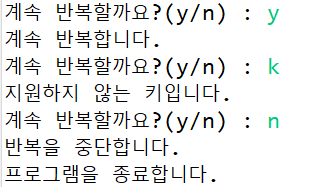 계속 반복할까요?(y/n) : y
계속 반복합니다.
계속 반복할까요?(y/n) : k
지원하지 않는 키입니다.
계속 반복할까요?(y/n) : n
반복을 중단합니다.
프로그램을 종료합니다.